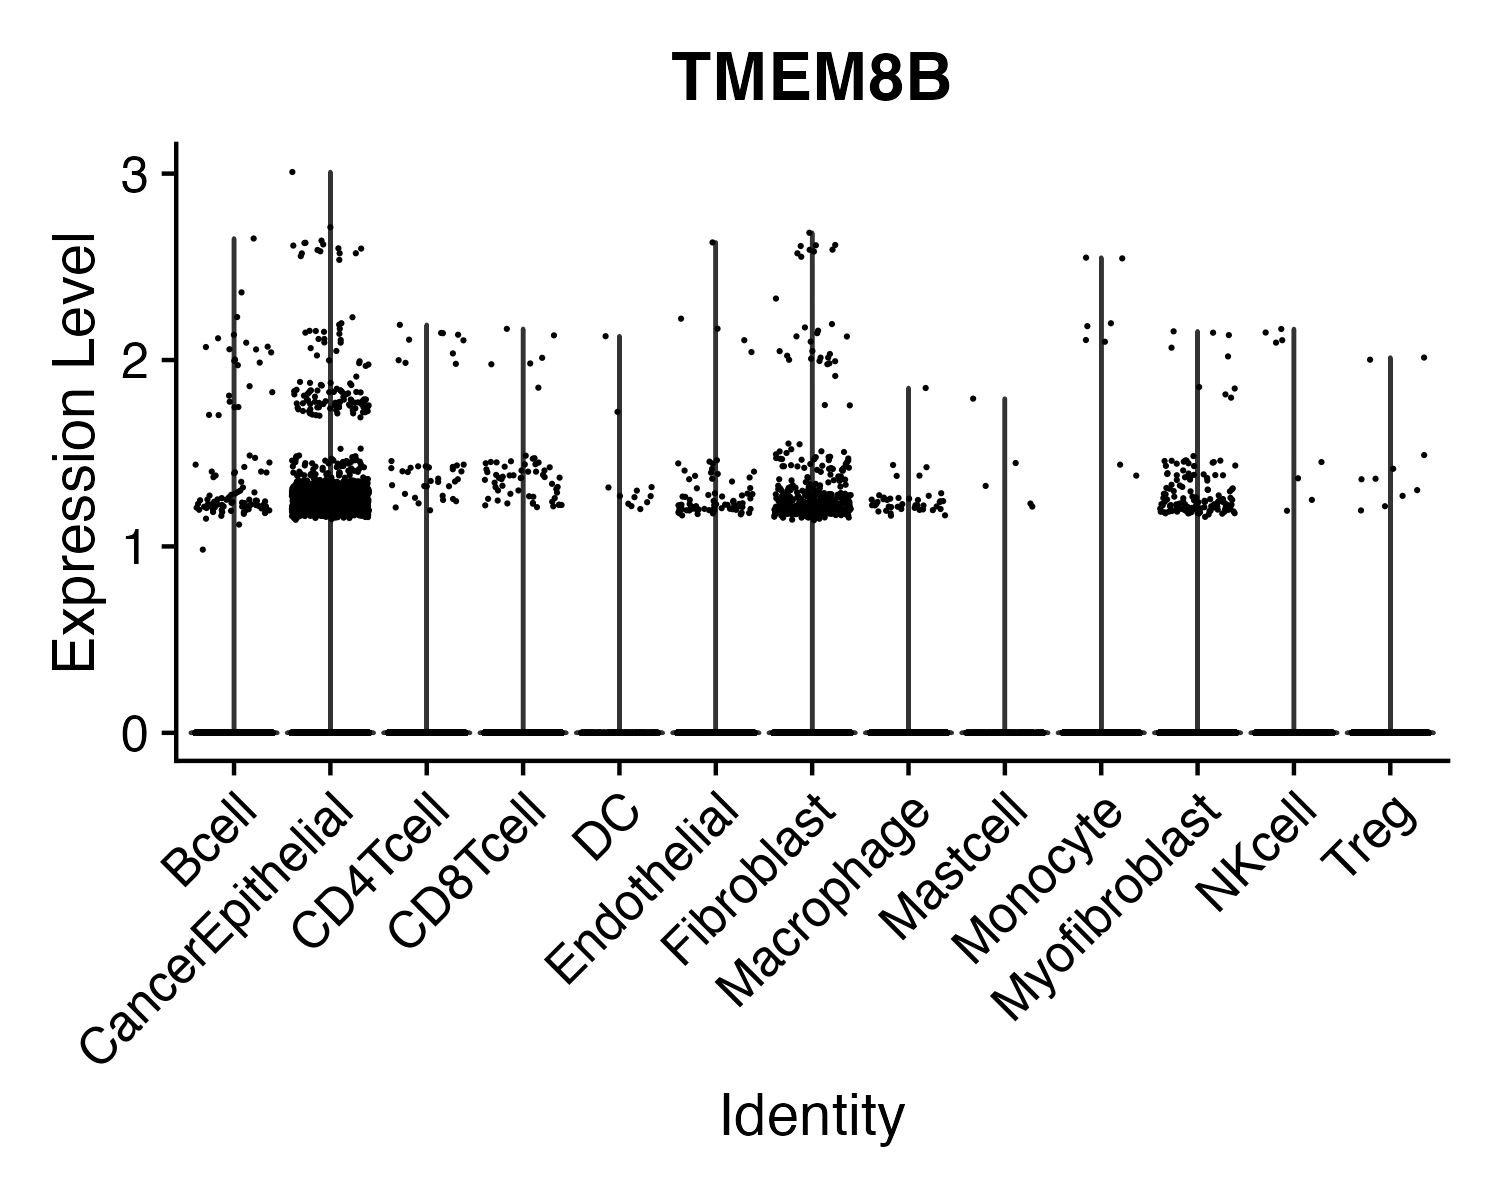 TMEM8B
Expression Level
3
2
1
0
Bcell
CancerEpithelial
CD4Tcell
CD8Tcell
DC
Endothelial
Fibroblast
Macrophage
Mastcell
Monocyte
Myofibroblast
NKcell
Treg
Identity